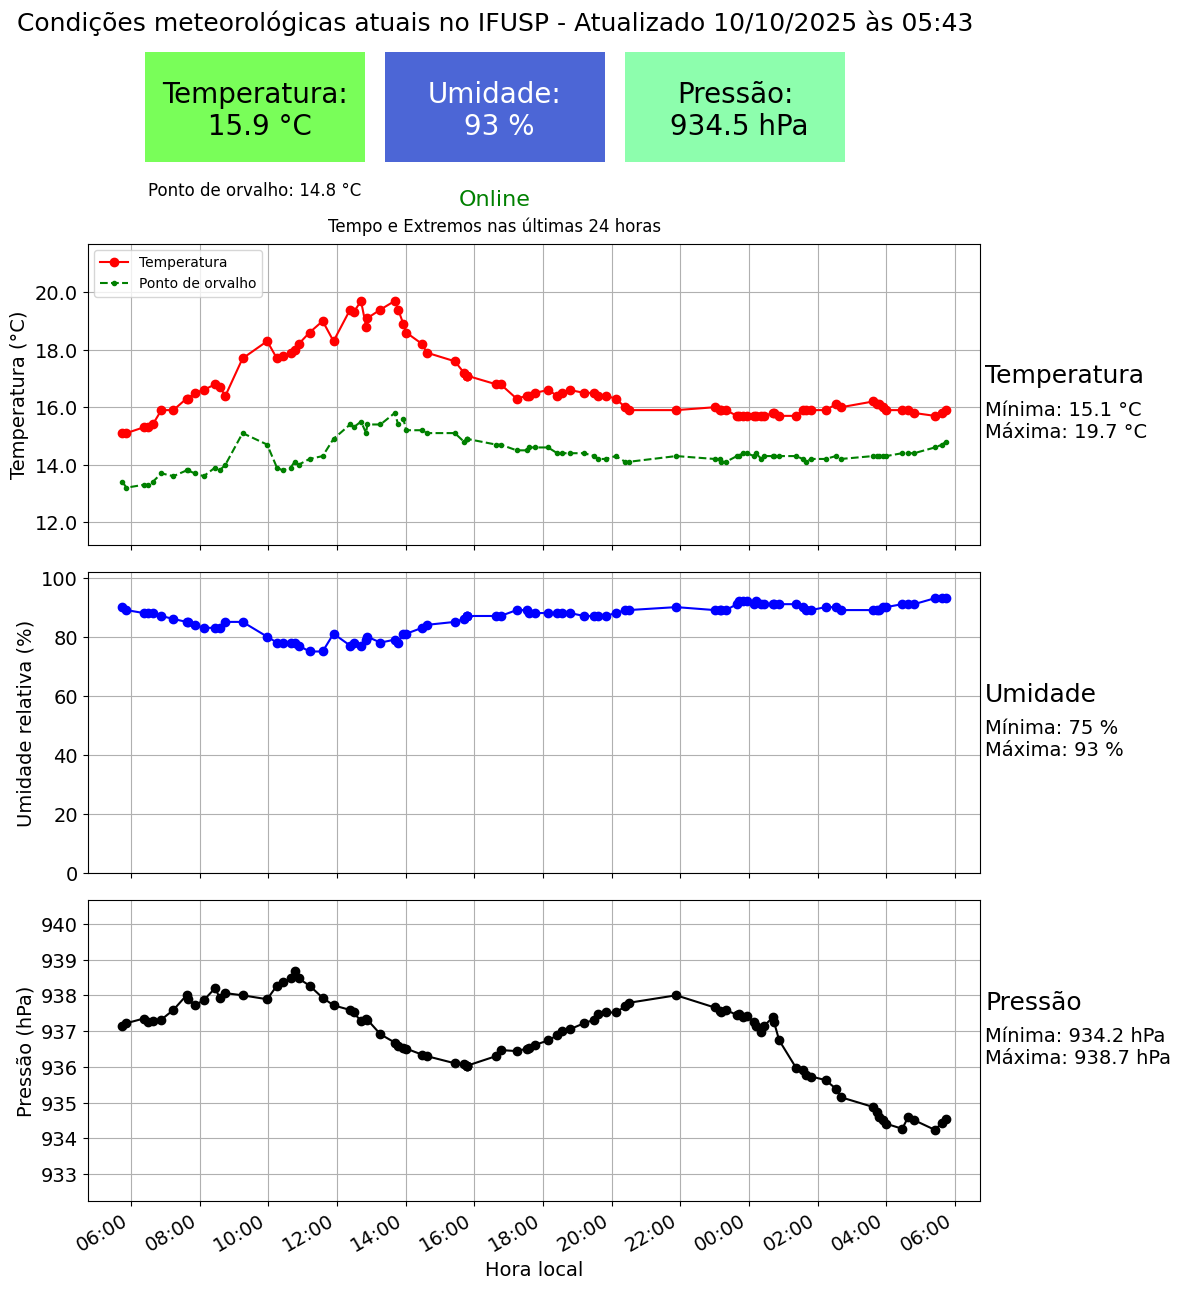 Condições meteorológicas atuais no IFUSP - Atualizado 10/10/2025 às 05:43
Temperatura:
15.9 °C
Umidade:
93 %
Pressão:
934.5 hPa
Ponto de orvalho: 14.8 °C
Online
Tempo e Extremos nas últimas 24 horas
Temperatura
Ponto de orvalho
Temperatura (°C)
20.0
18.0
16.0
14.0
12.0
Temperatura
Mínima: 15.1 °C
Máxima: 19.7 °C
Umidade relativa (%)
100
80
60
40
20
0
Umidade
Mínima: 75 %
Máxima: 93 %
Pressão (hPa)
940
939
938
937
936
935
934
933
Pressão
Mínima: 934.2 hPa
Máxima: 938.7 hPa
06:00 08:00 10:00 12:00 14:00 16:00 18:00 20:00 22:00 00:00 02:00 04:00 06:00
Hora local